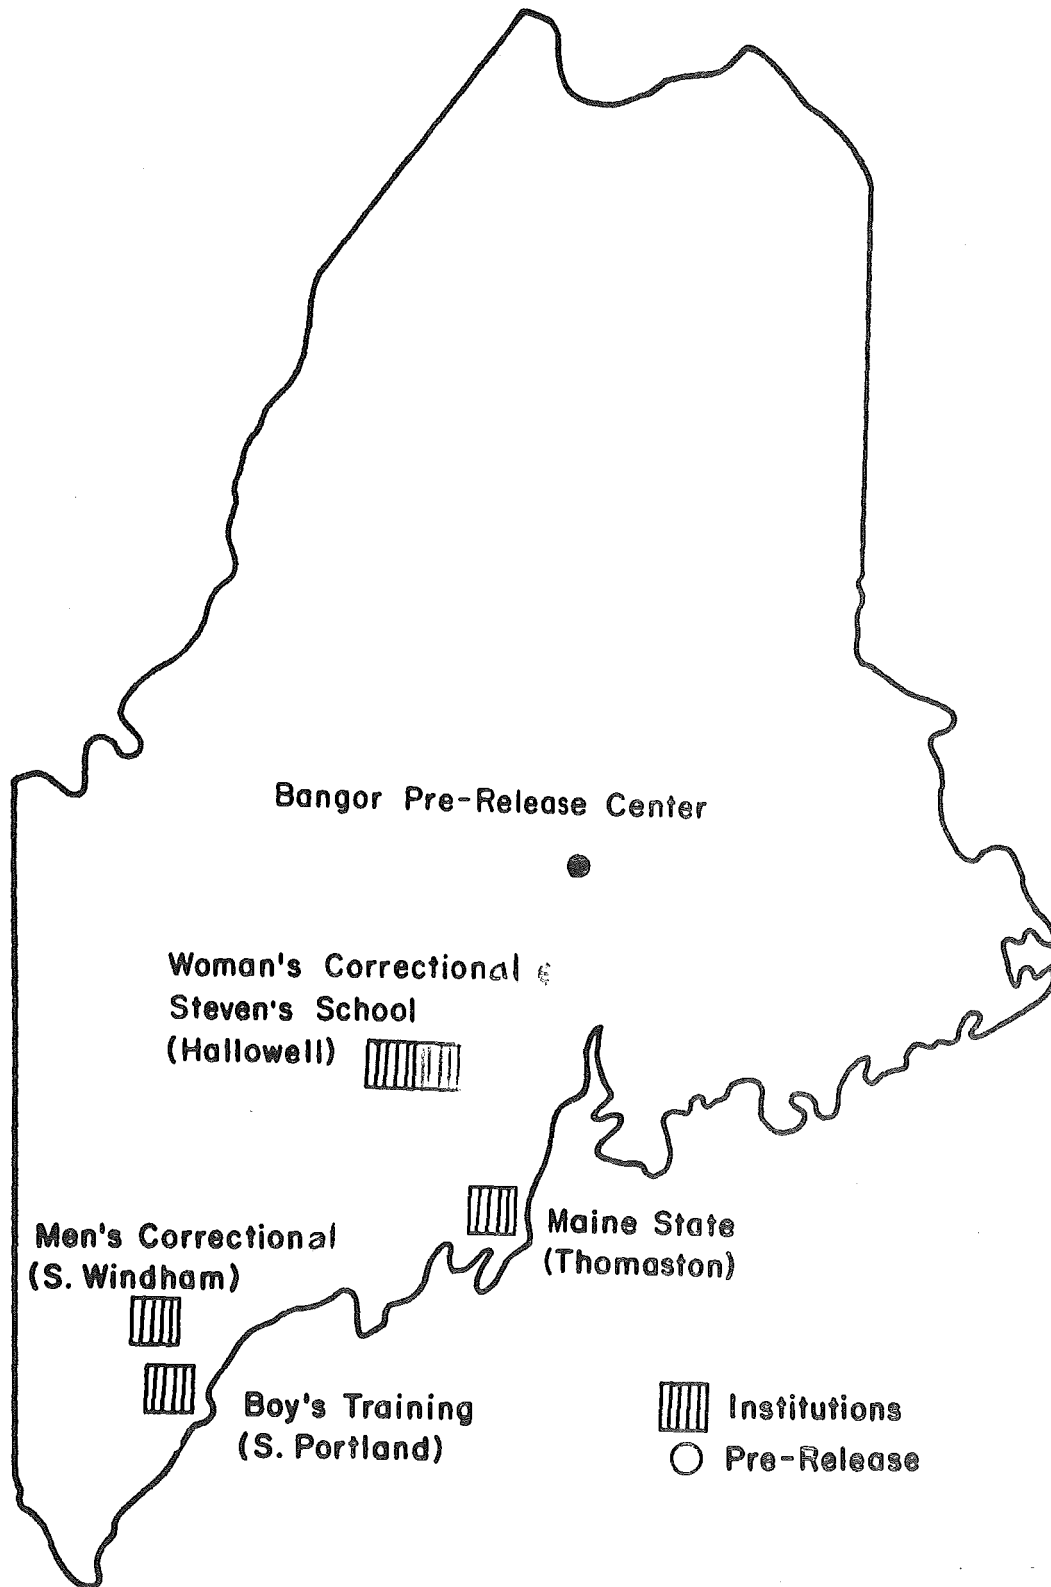 Bangor Pre-Release Center
Woman's Correctional &
Steven's School
(Hallowell)
Maine State
(Thomaston)
Men's Correctional
(S. Windham)
Boy's Training
(S. Portland)
Institutions
Pre-Release